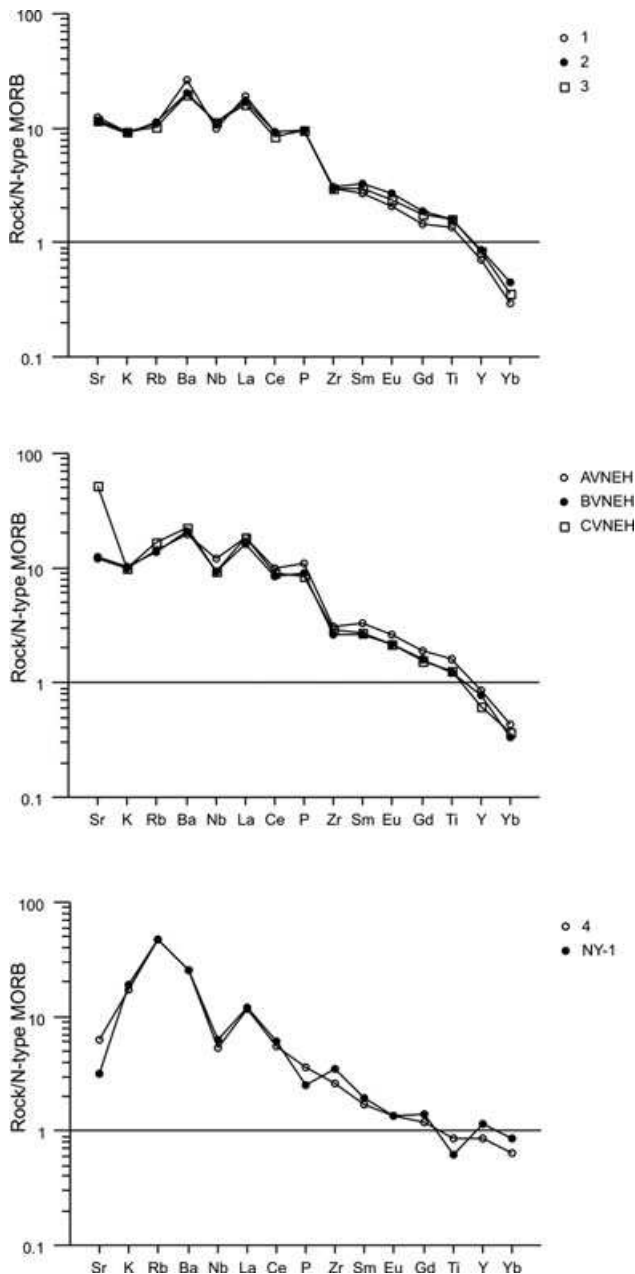 100
10
1
0.1
Rock/N-type MORB
Sr K Rb Ba Nb La Ce P Zr Sm Eu Gd Ti Y Yb
1
2
3
100
10
1
0.1
Rock/N-type MORB
Sr K Rb Ba Nb La Ce P Zr Sm Eu Gd Ti Y Yb
AVNEH
BVNEH
CVNEH
100
10
1
0.1
Rock/N-type MORB
Sr K Rb Ba Nb La Ce P Zr Sm Eu Gd Ti Y Yb
4
NY-1